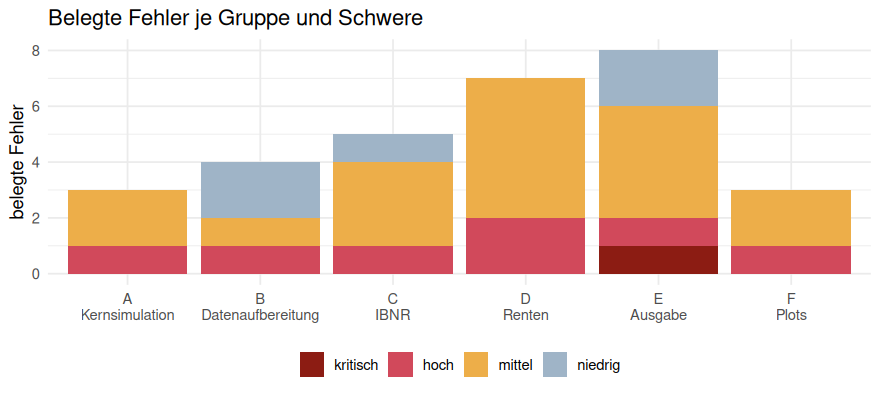 Belegte Fehler je Gruppe und Schwere
belegte Fehler
8
6
4
2
0
A B C D E F
Kernsimulation Datenaufbereitung IBNR Renten Ausgabe Plots
kritisch hoch mittel niedrig